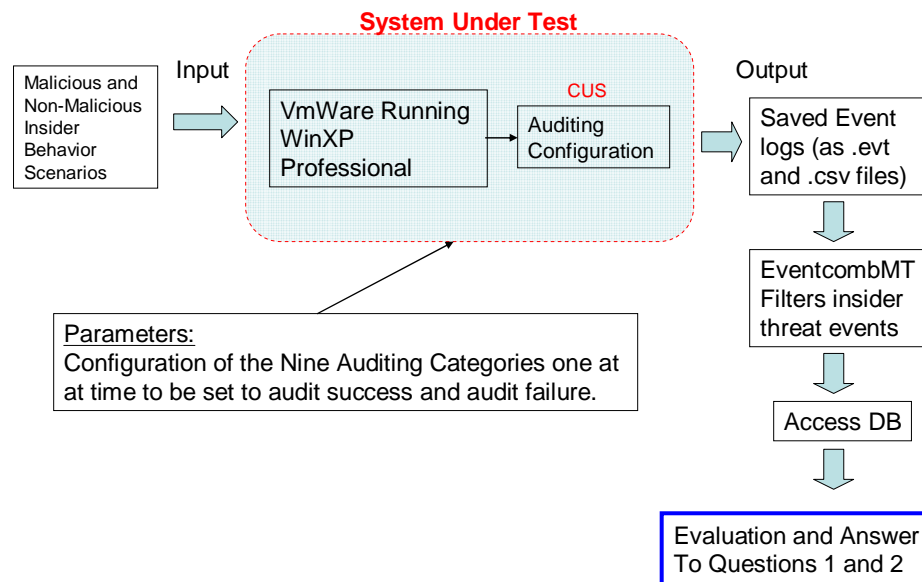 System Under Test
Input
Output
Malicious and
Non-Malicious
Insider
Behavior
Scenarios
VmWare Running
WinXP
Professional
CUS
Auditing
Configuration
Saved Event
logs (as .evt
and .csv files)
EventcombMT
Filters insider
threat events
Parameters:
Configuration of the Nine Auditing Categories one at
at time to be set to audit success and audit failure.
Access DB
Evaluation and Answer
To Questions 1 and 2